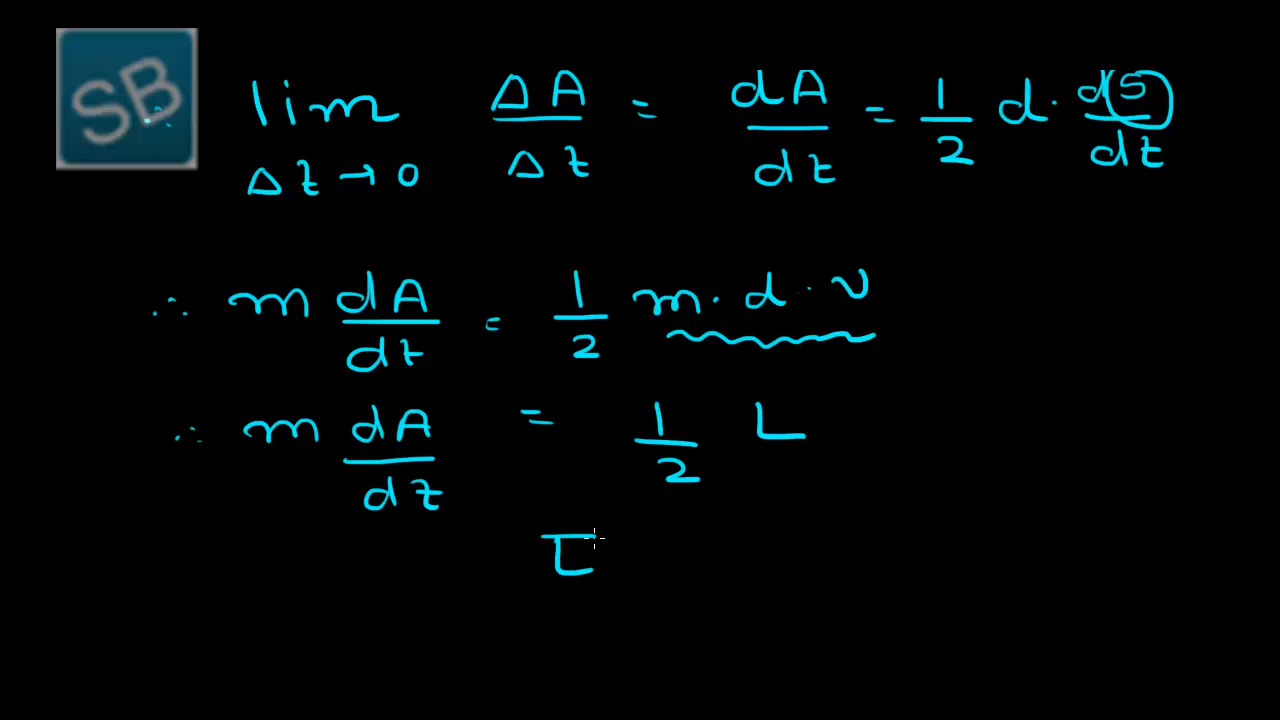 SB
lim Δt→0 ΔA/Δt = dA/dt = 1/2 d · ds/dt
∴ m dA/dt = 1/2 m · d · v
∴ m dA/dt = 1/2 L
τ